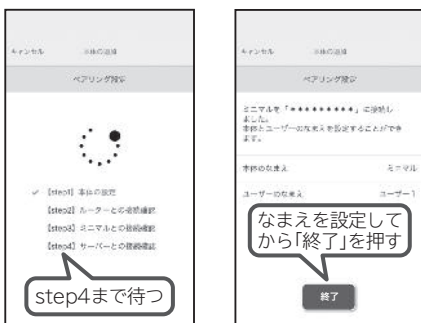 キャンセル 本体の追加
ペアリング設定
✓ 【step1】本体の設定
【step2】ルーターとの接続確認
【step3】ミニマルとの接続確認
【step4】サーバーとの接続確認
step4まで待つ
キャンセル 本体の追加
ペアリング設定
ミニマルを「*********」に接続し
ました。
本体とユーザーのなまえを設定することができ
ます。
本体のなまえ ミニマル
ユーザーのなまえ ユーザー1
なまえを設定して
から「終了」を押す
終了